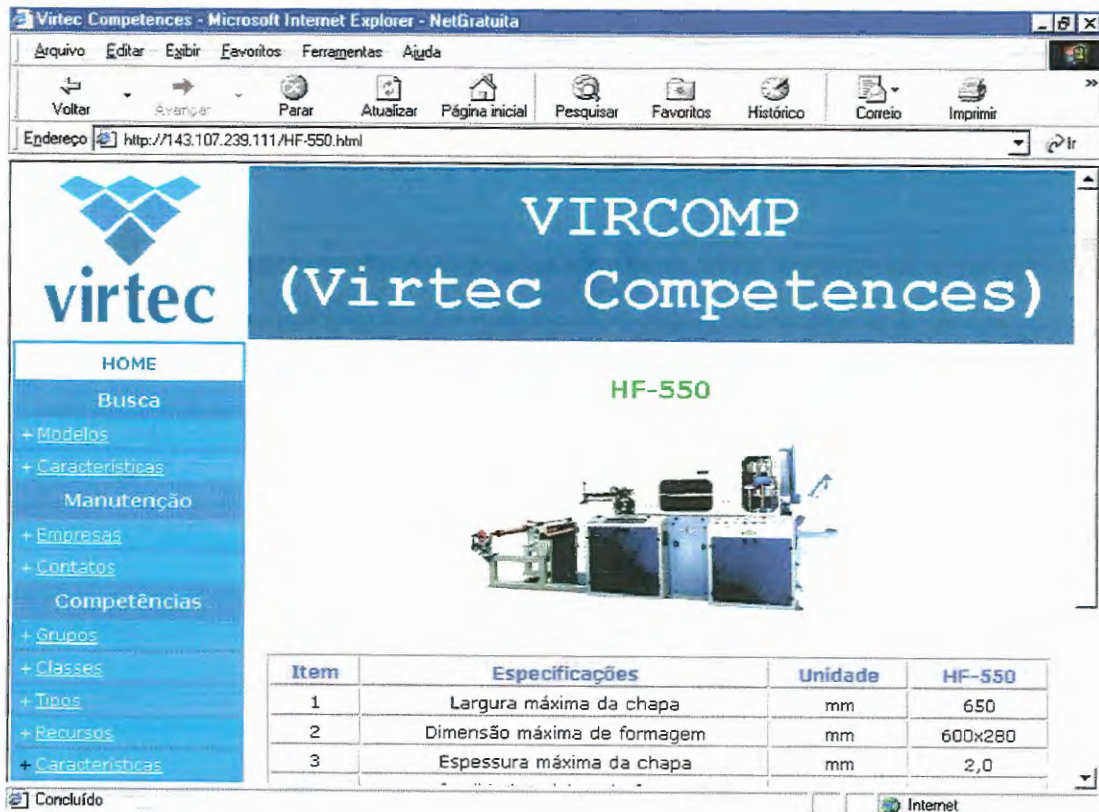 Virtec Competences - Microsoft Internet Explorer - NetGratuita
Arquivo Editar Exibir Favoritos Ferramentas Ajuda
Voltar Avançar Parar Atualizar Página inicial Pesquisar Favoritos Histórico Correio Imprimir »
Endereço http://143.107.239.111/HF-550.html Ir
virtec
VIRCOMP
(Virtec Competences)
HOME
Busca
+ Modelos
+ Características
Manutenção
+ Empresas
+ Contatos
Competências
+ Grupos
+ Classes
+ Tipos
+ Recursos
+ Características
HF-550
Item Especificações Unidade HF-550
1 Largura máxima da chapa mm 650
2 Dimensão máxima de formagem mm 600x280
3 Espessura máxima da chapa mm 2,0
Concluído Internet